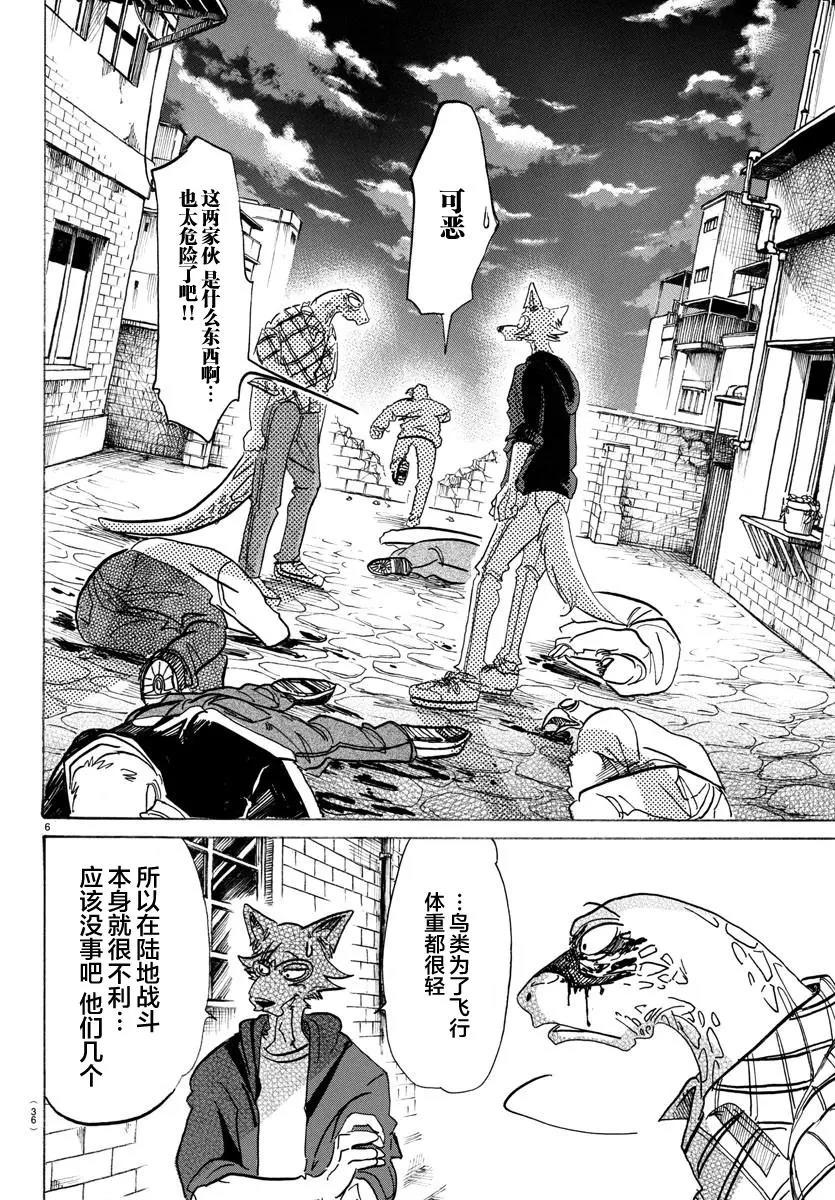 可恶
这两家伙 是什么东西啊…
也太危险了吧!!
6
…鸟类为了飞行
体重都很轻
所以在陆地战斗
本身就很不利…
应该没事吧 他们几个
(36)